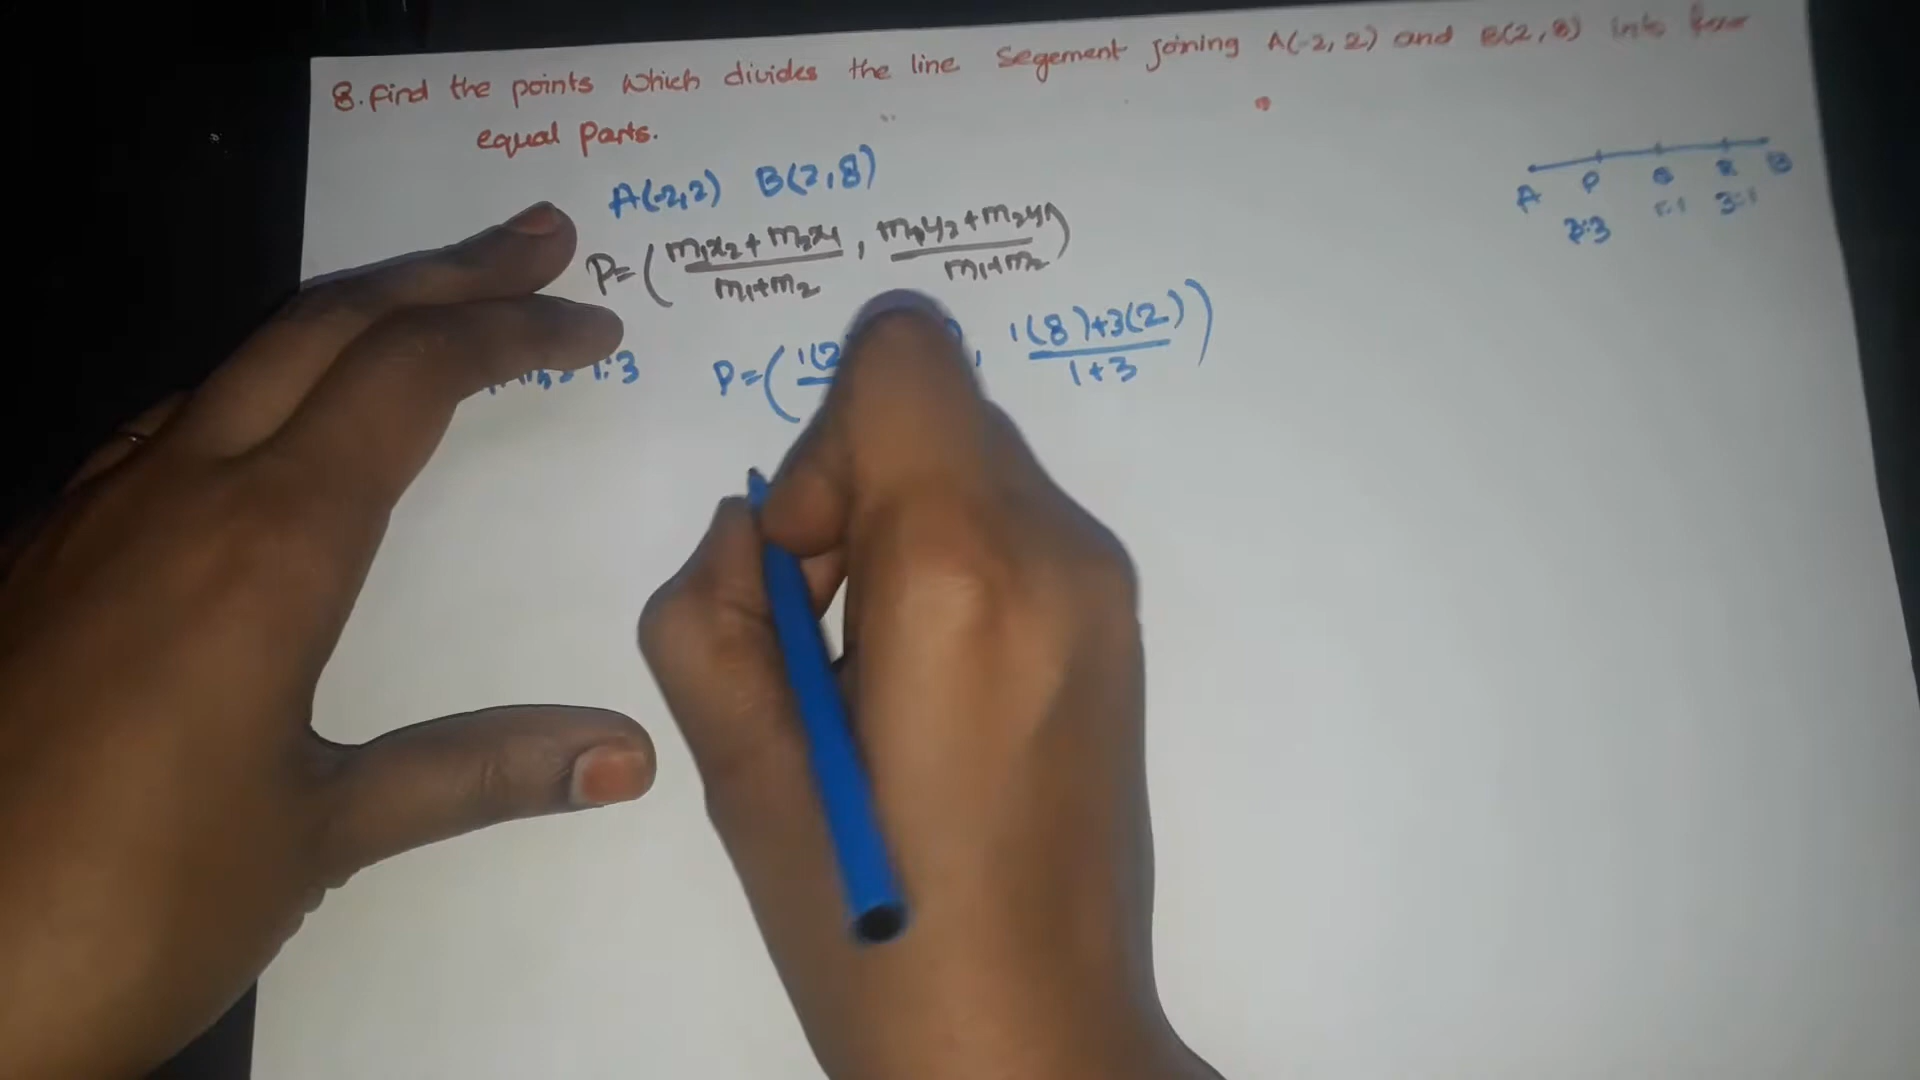 8. find the points which divides the line Segement joining A(-2, 2) and B(2, 8) into four
equal parts.
A(-2,2) B(2,8)
A P Q R B
1:3 1:1 3:1
P = (m₁x₂+m₂x₁/m₁+m₂, m₁y₂+m₂y₁/m₁+m₂)
1:3 P = (1(2 , 1(8)+3(2)/1+3)